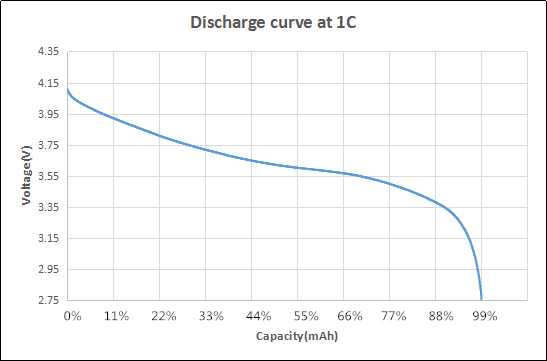 Discharge curve at 1C
4.35
4.15
3.95
3.75
3.55
3.35
3.15
2.95
2.75
Voltage(V)
0% 11% 22% 33% 44% 55% 66% 77% 88% 99%
Capacity(mAh)